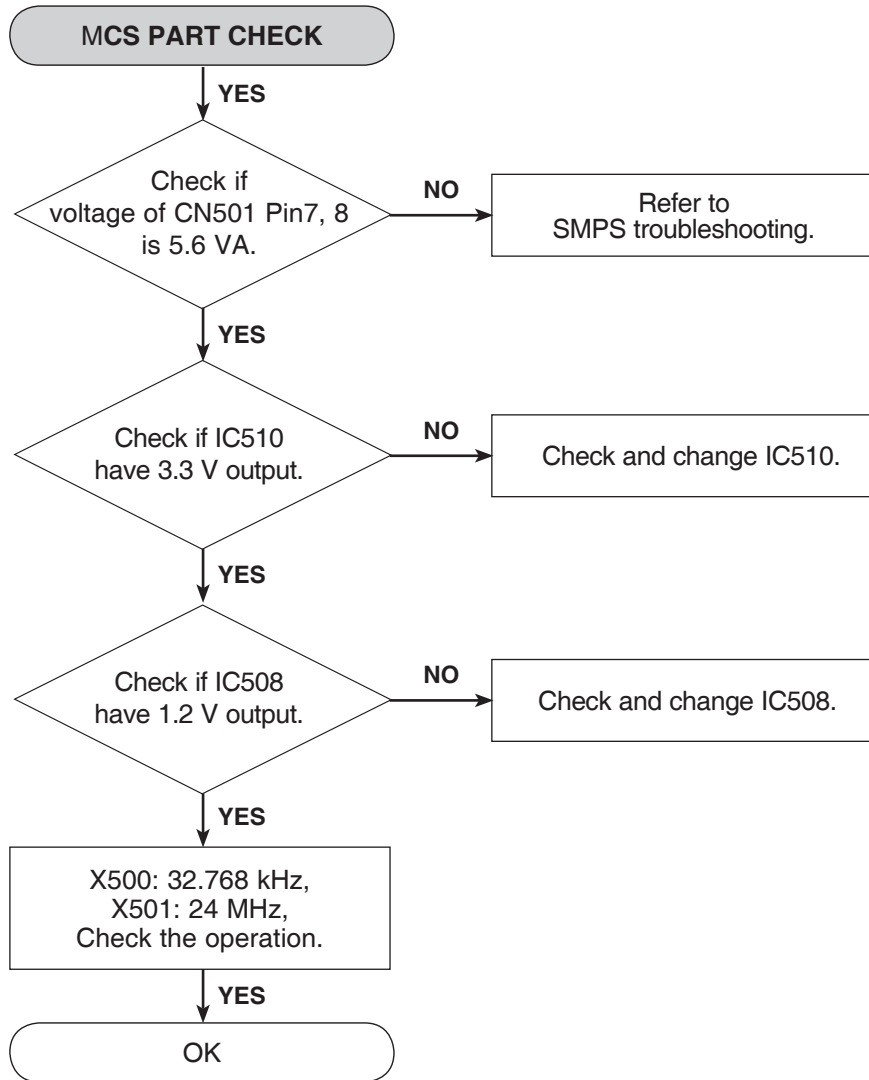 MCS PART CHECK
YES
Check if
voltage of CN501 Pin7, 8
is 5.6 VA.
NO
Refer to
SMPS troubleshooting.
YES
Check if IC510
have 3.3 V output.
NO
Check and change IC510.
YES
Check if IC508
have 1.2 V output.
NO
Check and change IC508.
YES
X500: 32.768 kHz,
X501: 24 MHz,
Check the operation.
YES
OK